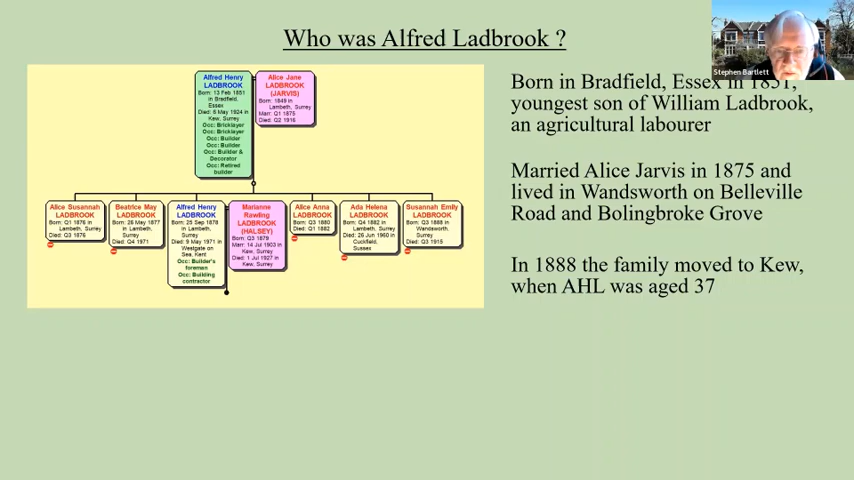 Who was Alfred Ladbrook ?
Stephen Bartlett
Born in Bradfield, Essex in 1851,
youngest son of William Ladbrook,
an agricultural labourer
Married Alice Jarvis in 1875 and
lived in Wandsworth on Belleville
Road and Bolingbroke Grove
In 1888 the family moved to Kew,
when AHL was aged 37
Alfred Henry
LADBROOK
Born: 13 Feb 1851
in Bradfield,
Essex
Died: 6 May 1924 in
Kew, Surrey
Occ: Bricklayer
Occ: Bricklayer
Occ: Builder
Occ: Builder
Occ: Builder &
Decorator
Occ: Retired
builder
Alice Jane
LADBROOK
(JARVIS)
Born: 1849 in
Lambeth, Surrey
Marr: Q1 1875
Died: Q2 1916
Alice Susannah
LADBROOK
Born: Q1 1876 in
Lambeth, Surrey
Died: Q3 1876
Beatrice May
LADBROOK
Born: 26 May 1877
in Lambeth,
Surrey
Died: Q4 1971
Alfred Henry
LADBROOK
Born: 25 Sep 1878
in Lambeth,
Surrey
Died: 9 May 1971 in
Westgate on
Sea, Kent
Occ: Builder's
foreman
Occ: Building
contractor
Marianne
Rawling
LADBROOK
(HALSEY)
Born: Q3 1879
Marr: 14 Jul 1903 in
Kew, Surrey
Died: 1 Jul 1927 in
Kew, Surrey
Alice Anna
LADBROOK
Born: Q3 1880
Died: Q1 1882
Ada Helena
LADBROOK
Born: Q4 1882 in
Lambeth, Surrey
Died: 26 Jun 1960 in
Cuckfield,
Sussex
Susannah Emily
LADBROOK
Born: Q3 1888 in
Wandsworth,
Surrey
Died: Q3 1915